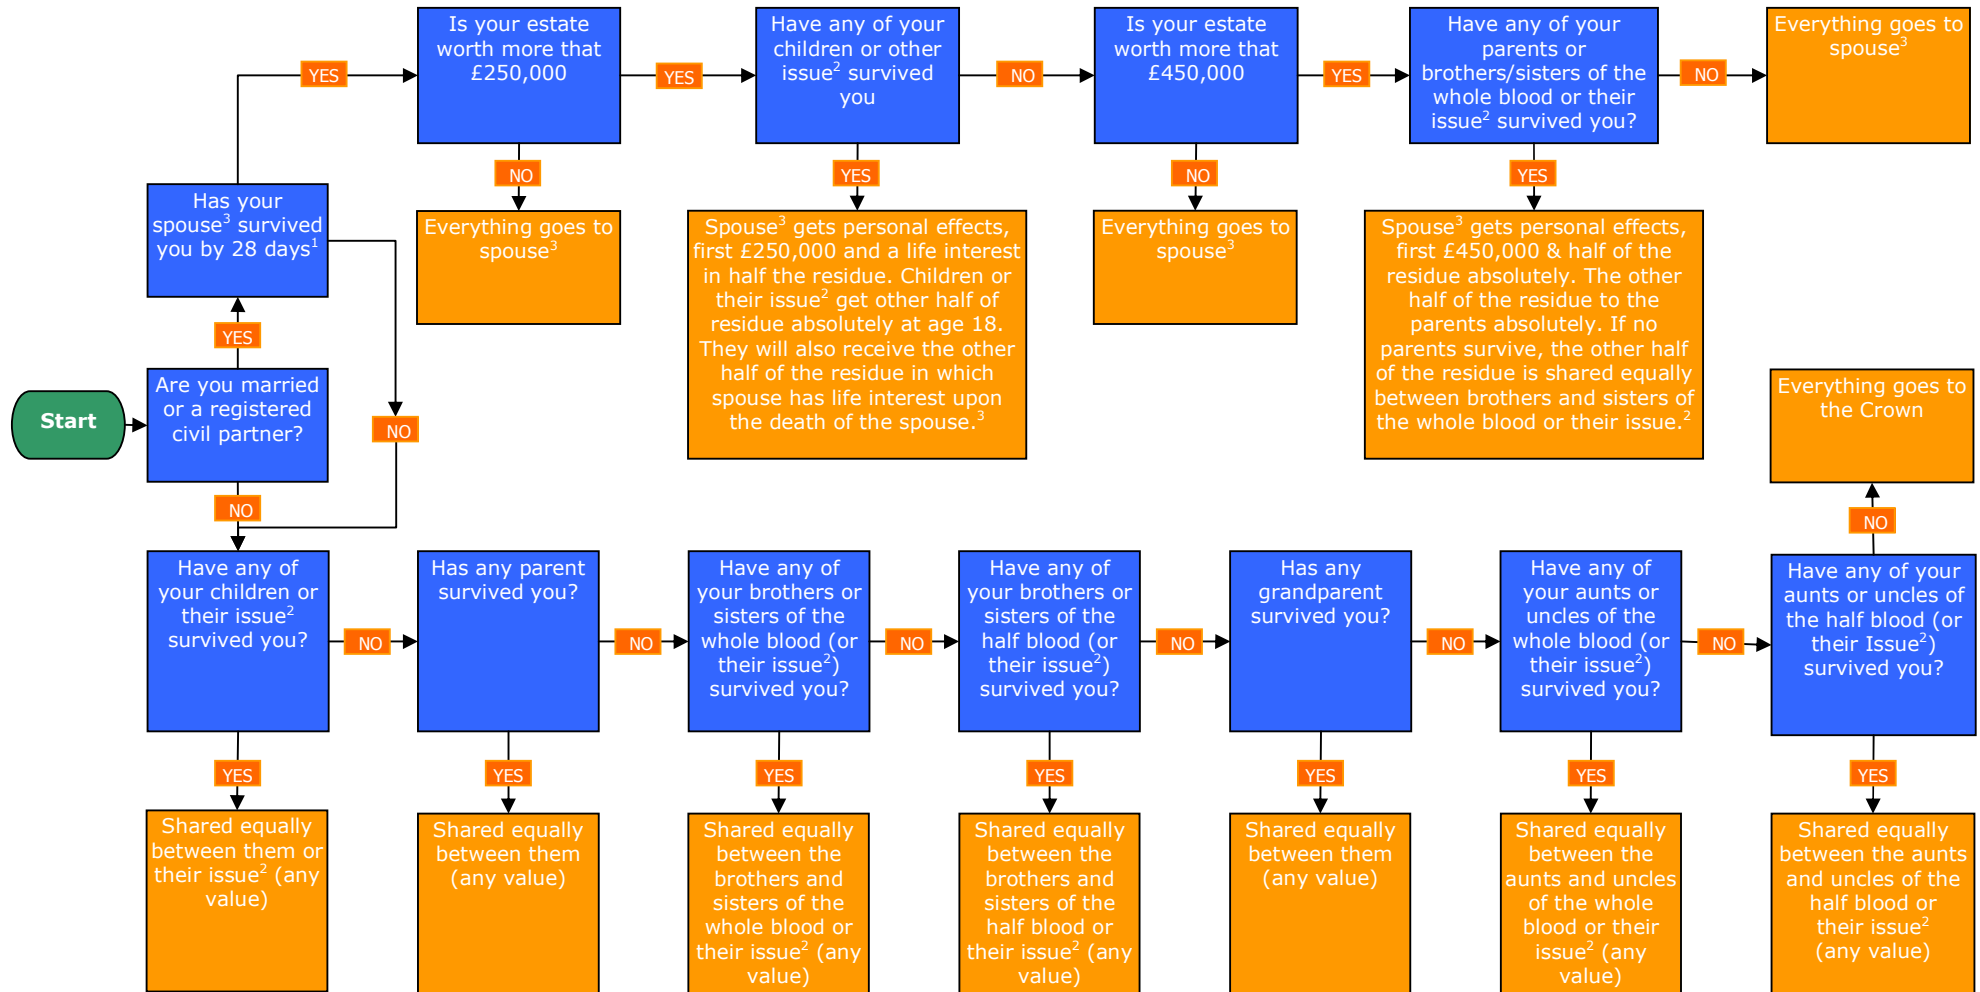 Is your estate
worth more that
£250,000
Have any of your
children or other
issue² survived
you
Is your estate
worth more that
£450,000
Have any of your
parents or
brothers/sisters of the
whole blood or their
issue² survived you?
Everything goes to
spouse³
YES
YES
NO
YES
NO
NO
YES
NO
YES
Has your
spouse³ survived
you by 28 days¹
Everything goes to
spouse³
Spouse³ gets personal effects,
first £250,000 and a life interest
in half the residue. Children or
their issue² get other half of
residue absolutely at age 18.
They will also receive the other
half of the residue in which
spouse has life interest upon
the death of the spouse.³
Everything goes to
spouse³
Spouse³ gets personal effects,
first £450,000 & half of the
residue absolutely. The other
half of the residue to the
parents absolutely. If no
parents survive, the other half
of the residue is shared equally
between brothers and sisters of
the whole blood or their issue.²
YES
Start
Are you married
or a registered
civil partner?
NO
Everything goes to
the Crown
NO
NO
Have any of
your children or
their issue²
survived you?
NO
Has any parent
survived you?
NO
Have any of
your brothers or
sisters of the
whole blood (or
their issue²)
survived you?
NO
Have any of
your brothers or
sisters of the
half blood (or
their issue²)
survived you?
NO
Has any
grandparent
survived you?
NO
Have any of
your aunts or
uncles of the
whole blood (or
their issue²)
survived you?
NO
Have any of your
aunts or uncles of
the half blood (or
their Issue²)
survived you?
YES
YES
YES
YES
YES
YES
YES
Shared equally
between them or
their issue² (any
value)
Shared equally
between them
(any value)
Shared equally
between the
brothers and
sisters of the
whole blood or
their issue² (any
value)
Shared equally
between the
brothers and
sisters of the
half blood or
their issue² (any
value)
Shared equally
between them
(any value)
Shared equally
between the
aunts and uncles
of the whole
blood or their
issue² (any
value)
Shared equally
between the aunts
and uncles of the
half blood or
their issue²
(any value)